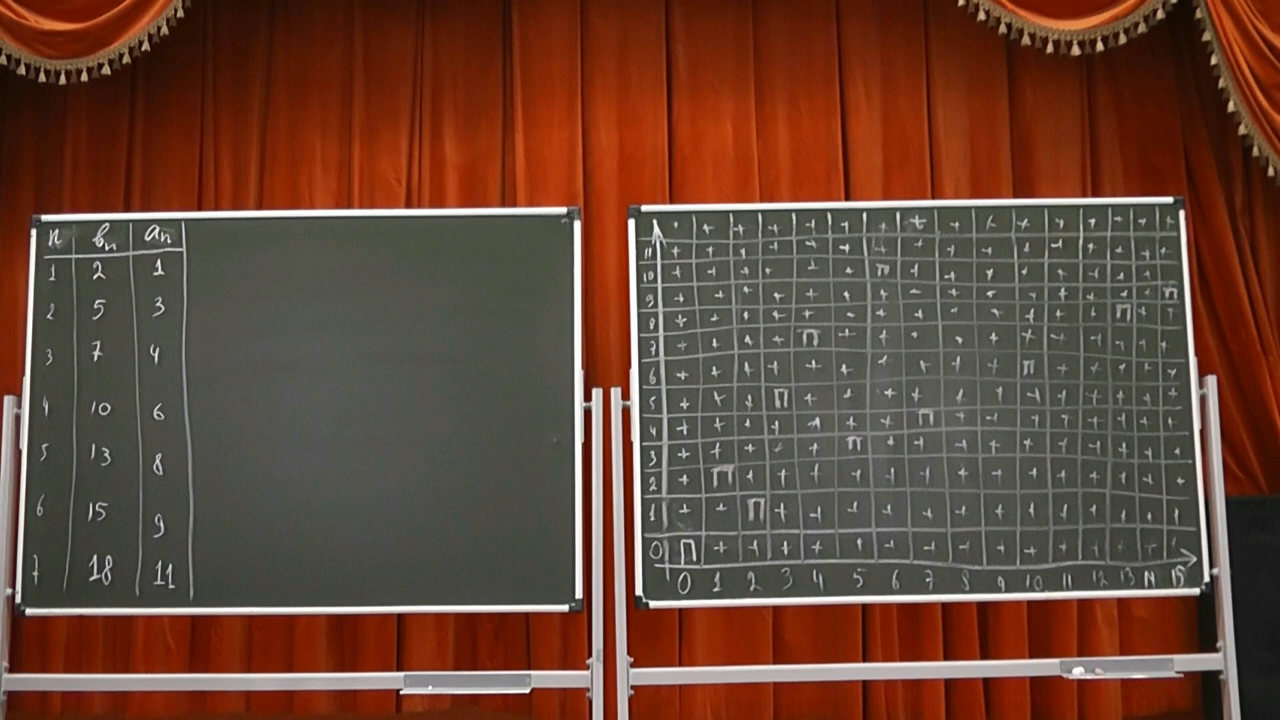 n bn an
1 2 1
2 5 3
3 7 4
4 10 6
5 13 8
6 15 9
7 18 11
+ + + + + + + + + + + + + + +
11 + + + + + + + + + + + + + + + +
10 + + + + + + П + + + + + + + + +
9 + + + + + + + + + + + + + + + П
8 + + + + + + + + + + + + + П + +
7 + + + + П + + + + + + + + + + +
6 + + + + + + + + + + П + + + + +
5 + + + П + + + + + + + + + + + +
4 + + + + + + + П + + + + + + + +
3 + + + + + П + + + + + + + + + +
2 + П + + + + + + + + + + + + + +
1 + + П + + + + + + + + + + + + +
0 П + + + + + + + + + + + + + + +
0 1 2 3 4 5 6 7 8 9 10 11 12 13 14 15